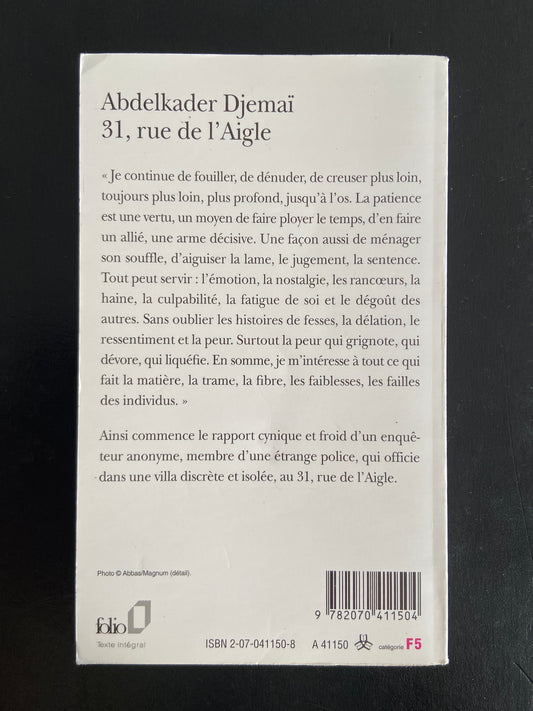 Abdelkader Djemaï
31, rue de l'Aigle
« Je continue de fouiller, de dénuder, de creuser plus loin,
toujours plus loin, plus profond, jusqu'à l'os. La patience
est une vertu, un moyen de faire ployer le temps, d'en faire
un allié, une arme décisive. Une façon aussi de ménager
son souffle, d'aiguiser la lame, le jugement, la sentence.
Tout peut servir : l'émotion, la nostalgie, les rancœurs, la
haine, la culpabilité, la fatigue de soi et le dégoût des
autres. Sans oublier les histoires de fesses, la délation, le
ressentiment et la peur. Surtout la peur qui grignote, qui
dévore, qui liquéfie. En somme, je m'intéresse à tout ce qui
fait la matière, la trame, la fibre, les faiblesses, les failles
des individus. »
Ainsi commence le rapport cynique et froid d'un enquê-
teur anonyme, membre d'une étrange police, qui officie
dans une villa discrète et isolée, au 31, rue de l'Aigle.
Photo © Abbas/Magnum (détail).
9 782070 411504
folio
Texte intégral
ISBN 2-07-041150-8 A 41150 catégorie F5